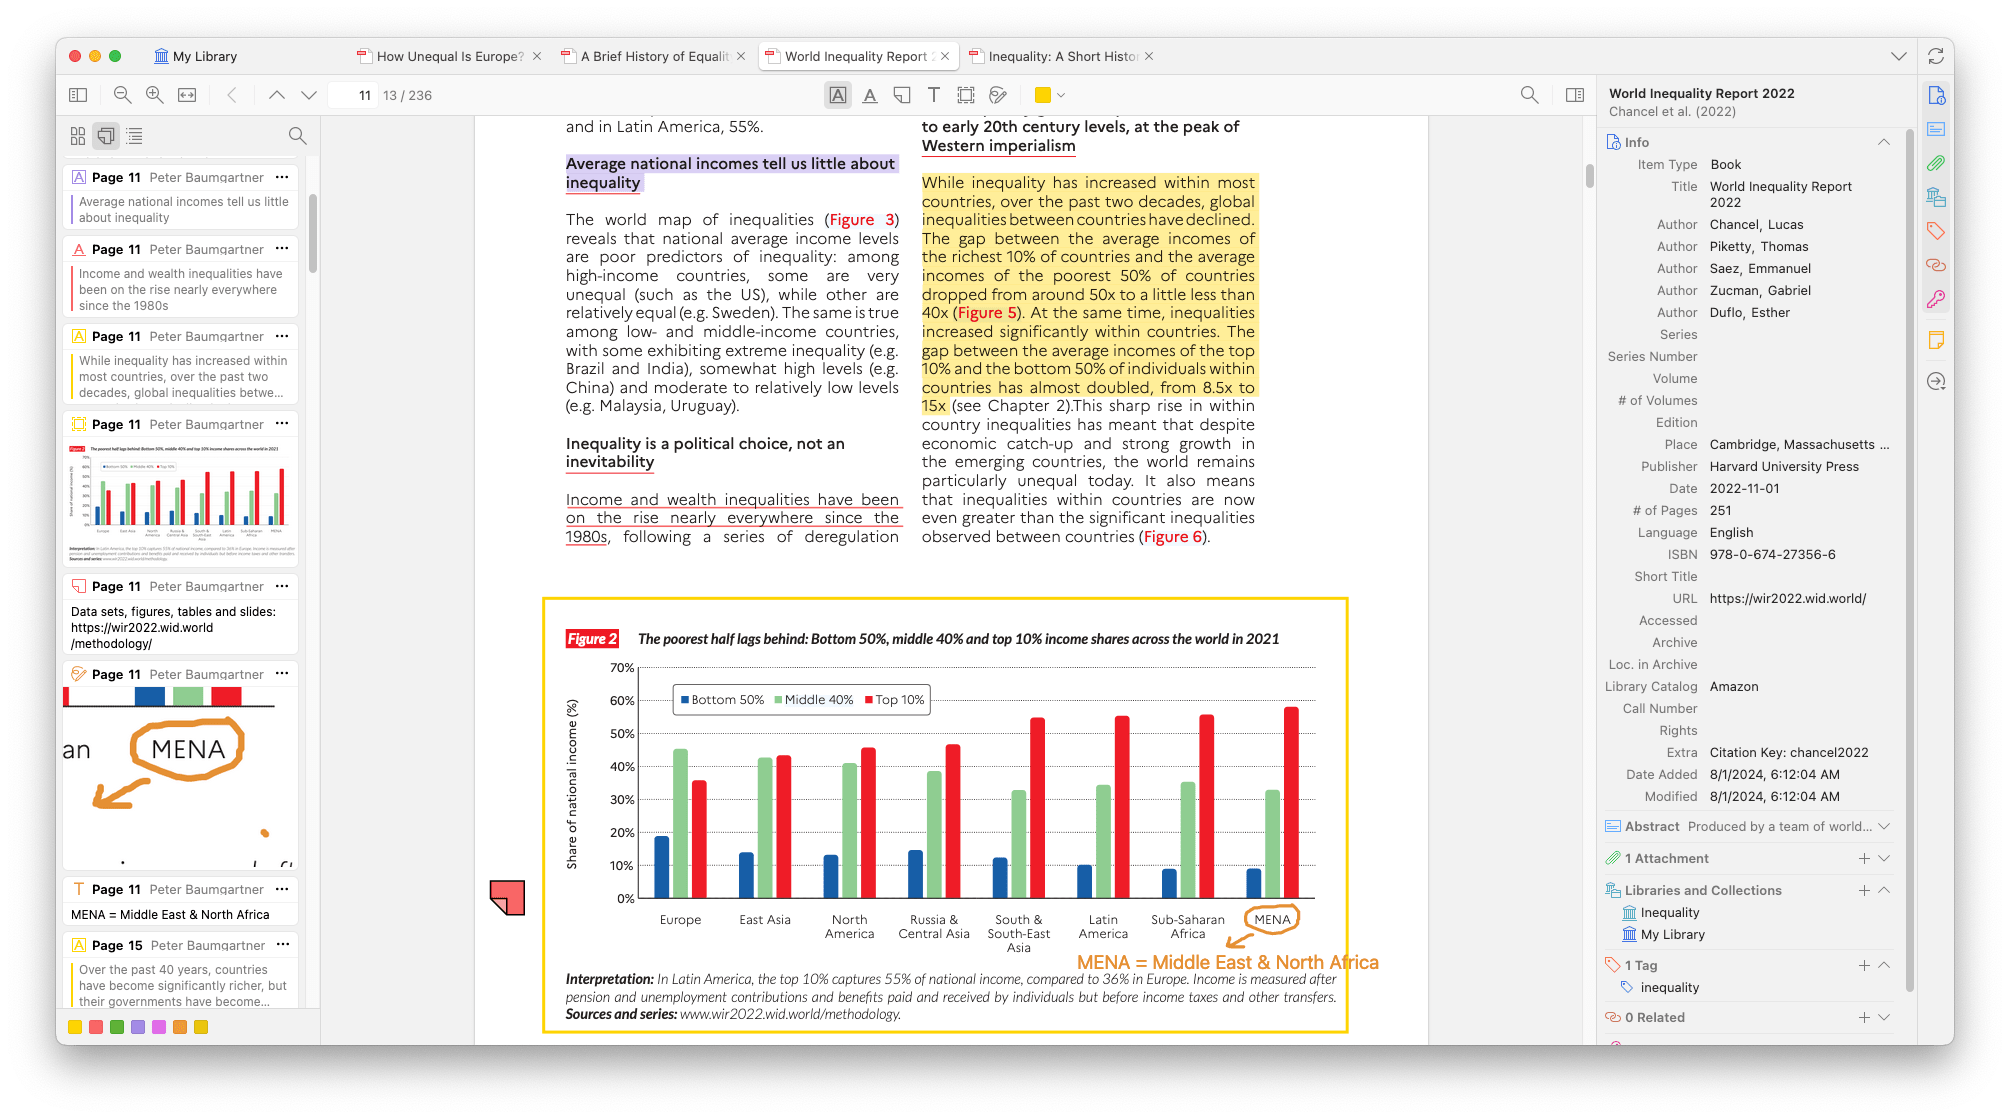 My Library
How Unequal Is Europe?
A Brief History of Equalit
World Inequality Report 2
Inequality: A Short Histor
11
13 / 236
Page 11 Peter Baumgartner
Average national incomes tell us little
about inequality
Page 11 Peter Baumgartner
Income and wealth inequalities have
been on the rise nearly everywhere
since the 1980s
Page 11 Peter Baumgartner
While inequality has increased within
most countries, over the past two
decades, global inequalities betwe...
Page 11 Peter Baumgartner
Figure 2 The poorest half lags behind: Bottom 50%, middle 40% and top 10% income shares across the world in 2021
Page 11 Peter Baumgartner
Data sets, figures, tables and slides:
https://wir2022.wid.world
/methodology/
Page 11 Peter Baumgartner
an MENA
Page 11 Peter Baumgartner
MENA = Middle East & North Africa
Page 15 Peter Baumgartner
Over the past 40 years, countries
have become significantly richer, but
their governments have become...
and in Latin America, 55%.
Average national incomes tell us little about
inequality
The world map of inequalities (Figure 3)
reveals that national average income levels
are poor predictors of inequality: among
high-income countries, some are very
unequal (such as the US), while other are
relatively equal (e.g. Sweden). The same is true
among low- and middle-income countries,
with some exhibiting extreme inequality (e.g.
Brazil and India), somewhat high levels (e.g.
China) and moderate to relatively low levels
(e.g. Malaysia, Uruguay).
Inequality is a political choice, not an
inevitability
Income and wealth inequalities have been
on the rise nearly everywhere since the
1980s, following a series of deregulation
to early 20th century levels, at the peak of
Western imperialism
While inequality has increased within most
countries, over the past two decades, global
inequalities between countries have declined.
The gap between the average incomes of
the richest 10% of countries and the average
incomes of the poorest 50% of countries
dropped from around 50x to a little less than
40x (Figure 5). At the same time, inequalities
increased significantly within countries. The
gap between the average incomes of the top
10% and the bottom 50% of individuals within
countries has almost doubled, from 8.5x to
15x (see Chapter 2).This sharp rise in within
country inequalities has meant that despite
economic catch-up and strong growth in
the emerging countries, the world remains
particularly unequal today. It also means
that inequalities within countries are now
even greater than the significant inequalities
observed between countries (Figure 6).
Figure 2 The poorest half lags behind: Bottom 50%, middle 40% and top 10% income shares across the world in 2021
Share of national income (%)
70%
60%
50%
40%
30%
20%
10%
0%
Bottom 50% Middle 40% Top 10%
Europe
East Asia
North
America
Russia &
Central Asia
South &
South-East
Asia
Latin
America
Sub-Saharan
Africa
MENA
MENA = Middle East & North Africa
Interpretation: In Latin America, the top 10% captures 55% of national income, compared to 36% in Europe. Income is measured after
pension and unemployment contributions and benefits paid and received by individuals but before income taxes and other transfers.
Sources and series: www.wir2022.wid.world/methodology.
World Inequality Report 2022
Chancel et al. (2022)
Info
Item Type Book
Title World Inequality Report
2022
Author Chancel, Lucas
Author Piketty, Thomas
Author Saez, Emmanuel
Author Zucman, Gabriel
Author Duflo, Esther
Series
Series Number
Volume
# of Volumes
Edition
Place Cambridge, Massachusetts ...
Publisher Harvard University Press
Date 2022-11-01
# of Pages 251
Language English
ISBN 978-0-674-27356-6
Short Title
URL https://wir2022.wid.world/
Accessed
Archive
Loc. in Archive
Library Catalog Amazon
Call Number
Rights
Extra Citation Key: chancel2022
Date Added 8/1/2024, 6:12:04 AM
Modified 8/1/2024, 6:12:04 AM
Abstract Produced by a team of world...
1 Attachment
Libraries and Collections
Inequality
My Library
1 Tag
inequality
0 Related